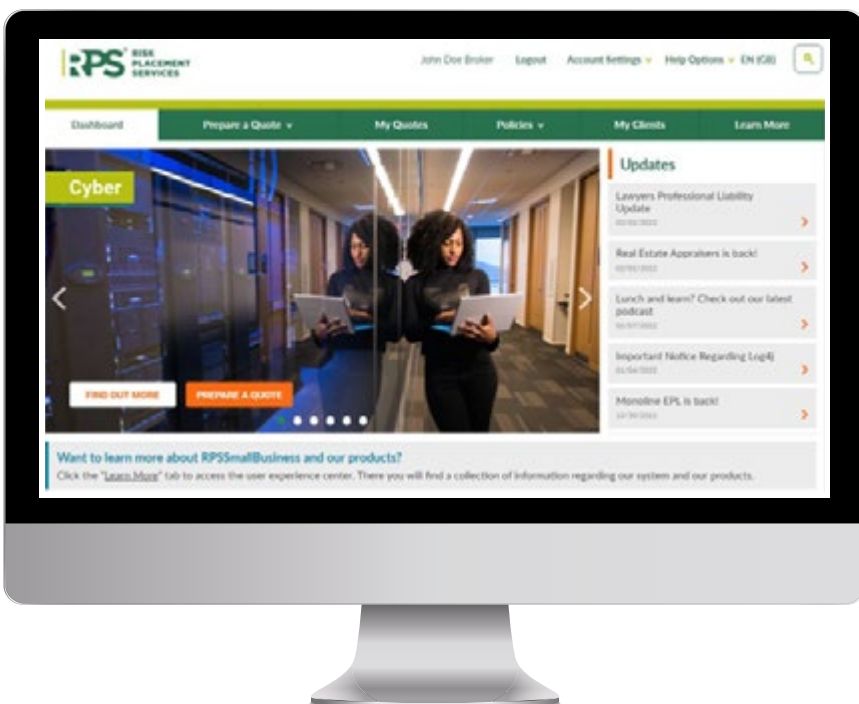 RPS
RISK
PLACEMENT
SERVICES
John Doe Broker Logout Account Settings Help Options EN (GB)
Dashboard Prepare a Quote My Quotes Policies My Clients Learn More
Cyber
FIND OUT MORE PREPARE A QUOTE
Updates
Lawyers Professional Liability
Update
Real Estate Appraisers is back!
Lunch and learn? Check out our latest
podcast
Important Notice Regarding Log4j
Monoline EPL is back!
Want to learn more about RPSSmallBusiness and our products?
Click the "Learn More" tab to access the user experience center. There you will find a collection of information regarding our system and our products.